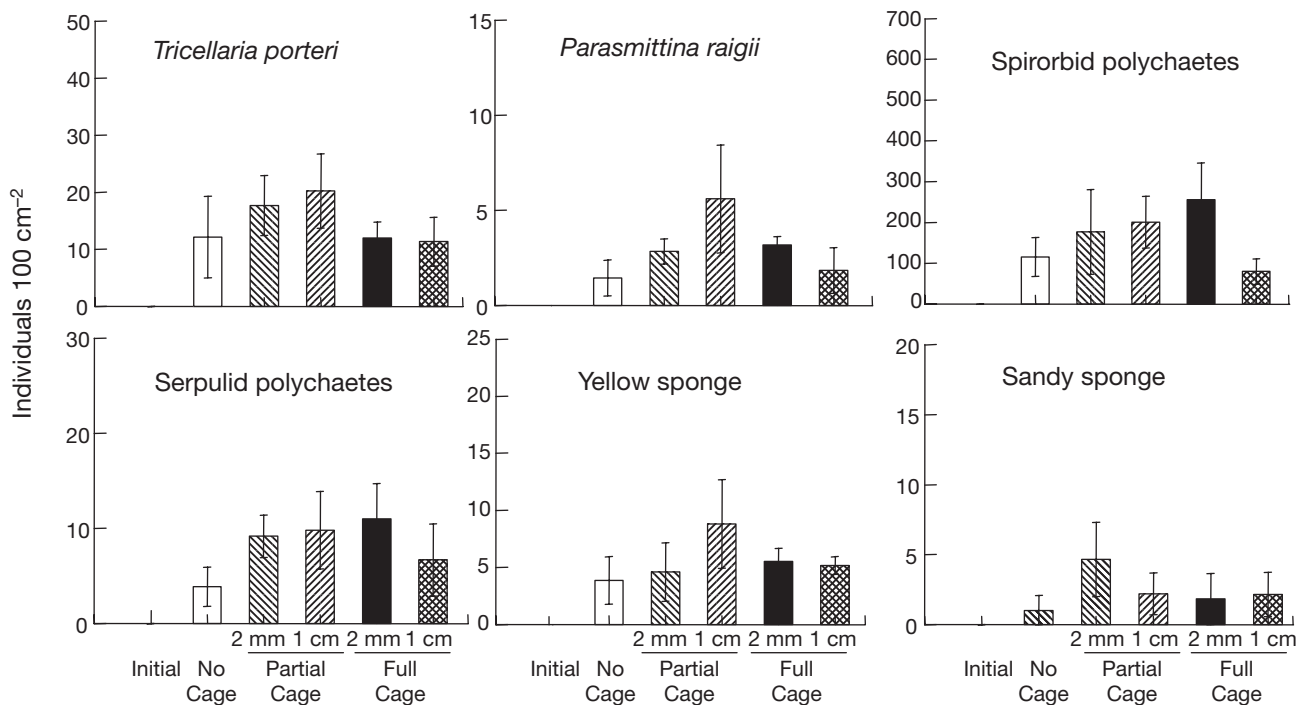 Individuals 100 cm⁻²
Tricellaria porteri
50
40
30
20
10
0
Parasmittina raigii
15
10
5
0
Spirorbid polychaetes
700
600
500
400
300
200
100
0
Serpulid polychaetes
30
20
10
0
Yellow sponge
25
20
15
10
5
0
Sandy sponge
20
15
10
5
0
2 mm 1 cm 2 mm 1 cm
Initial No Partial Full
Cage Cage Cage
2 mm 1 cm 2 mm 1 cm
Initial No Partial Full
Cage Cage Cage
2 mm 1 cm 2 mm 1 cm
Initial No Partial Full
Cage Cage Cage